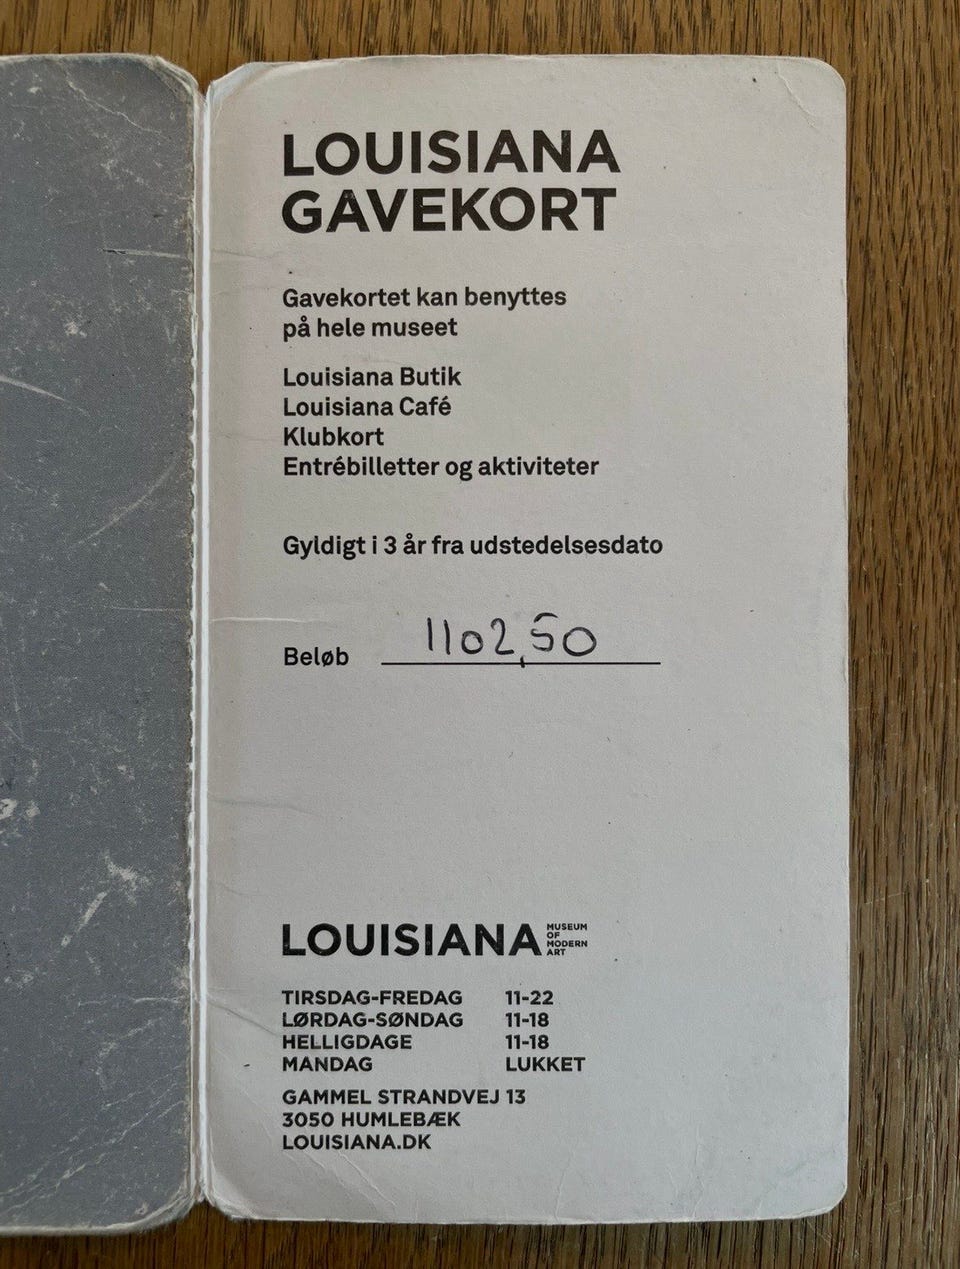 LOUISIANA
GAVEKORT
Gavekortet kan benyttes
på hele museet
Louisiana Butik
Louisiana Café
Klubkort
Entrébilletter og aktiviteter
Gyldigt i 3 år fra udstedelsesdato
Beløb 1102,50
LOUISIANA MUSEUM
OF
MODERN
ART
TIRSDAG-FREDAG 11-22
LØRDAG-SØNDAG 11-18
HELLIGDAGE 11-18
MANDAG LUKKET
GAMMEL STRANDVEJ 13
3050 HUMLEBÆK
LOUISIANA.DK